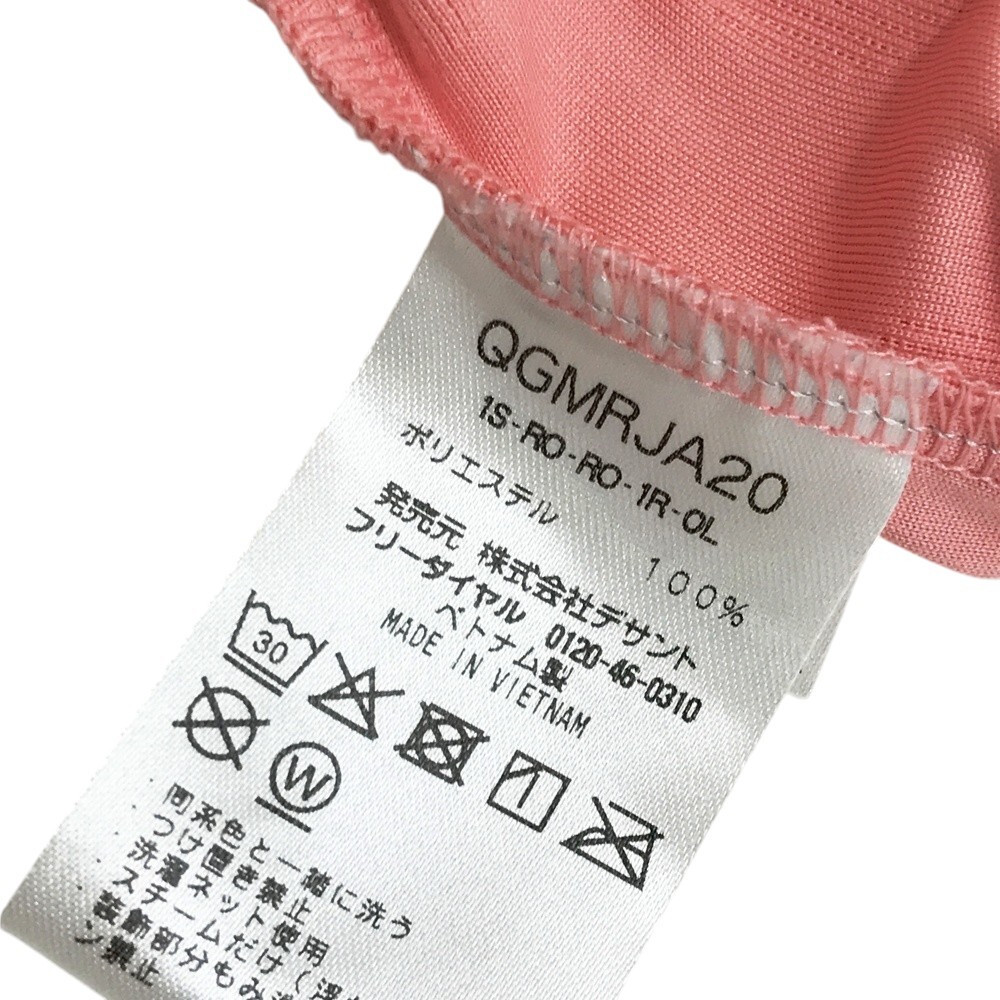 QGMRJA20
1S-RO-RO-1R-OL
ポリエステル 100%
発売元 株式会社デサント
フリーダイヤル 0120-46-0310
ベトナム製
MADE IN VIETNAM
30
W
同系色と一緒に洗う
つけ置き禁止
洗濯ネット使用
スチームだけ(浮
装飾部分もみ
ン禁止